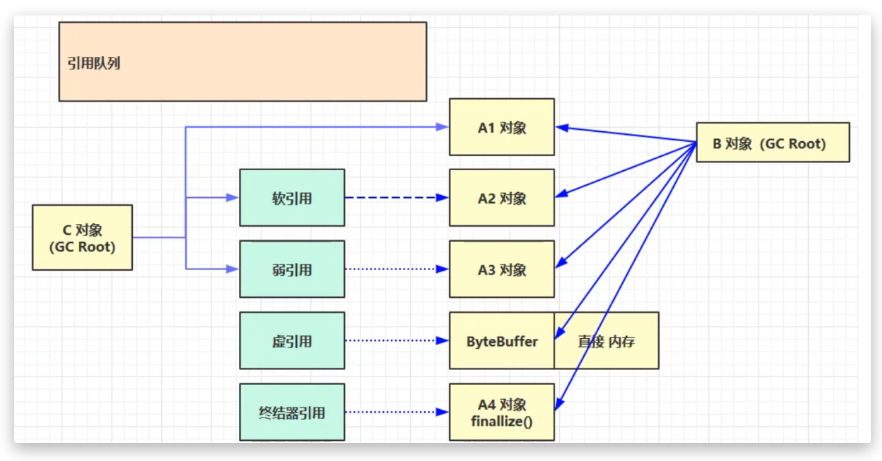 引用队列
A1 对象
B 对象（GC Root）
软引用
A2 对象
C 对象
（GC Root）
弱引用
A3 对象
虚引用
ByteBuffer
直接 内存
终结器引用
A4 对象
finallize()